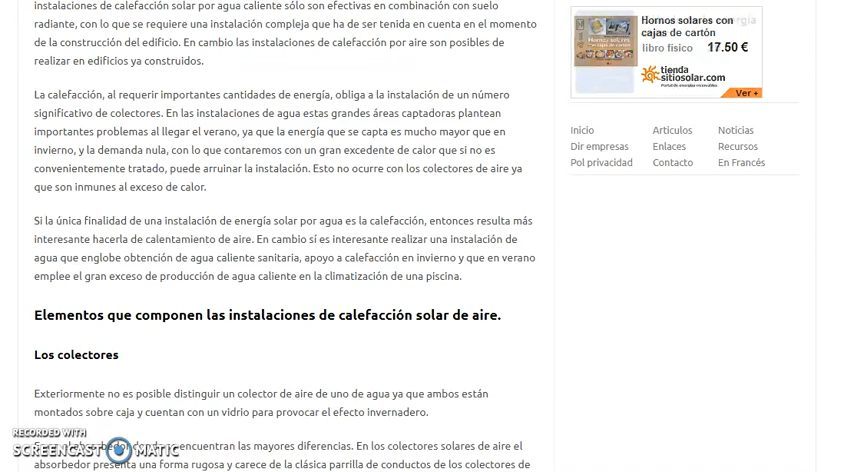 instalaciones de calefacción solar por agua caliente sólo son efectivas en combinación con suelo
radiante, con lo que se requiere una instalación compleja que ha de ser tenida en cuenta en el momento
de la construcción del edificio. En cambio las instalaciones de calefacción por aire son posibles de
realizar en edificios ya construidos.
La calefacción, al requerir importantes cantidades de energía, obliga a la instalación de un número
significativo de colectores. En las instalaciones de agua estas grandes áreas captadoras plantean
importantes problemas al llegar el verano, ya que la energía que se capta es mucho mayor que en
invierno, y la demanda nula, con lo que contaremos con un gran excedente de calor que si no es
convenientemente tratado, puede arruinar la instalación. Esto no ocurre con los colectores de aire ya
que son inmunes al exceso de calor.
Si la única finalidad de una instalación de energía solar por agua es la calefacción, entonces resulta más
interesante hacerla de calentamiento de aire. En cambio sí es interesante realizar una instalación de
agua que englobe obtención de agua caliente sanitaria, apoyo a calefacción en invierno y que en verano
emplee el gran exceso de producción de agua caliente en la climatización de una piscina.
Elementos que componen las instalaciones de calefacción solar de aire.
Los colectores
Exteriormente no es posible distinguir un colector de aire de uno de agua ya que ambos están
montados sobre caja y cuentan con un vidrio para provocar el efecto invernadero.
encuentran las mayores diferencias. En los colectores solares de aire el
absorbedor presenta una forma rugosa y carece de la clásica parrilla de conductos de los colectores de
RECORDED WITH
SCREENCAST MATIC
Hornos solares con
cajas de cartón
libro físico 17.50 €
tienda
sitiosolar.com
Portal de energías renovables
Ver +
Inicio Articulos Noticias
Dir empresas Enlaces Recursos
Pol privacidad Contacto En Francés